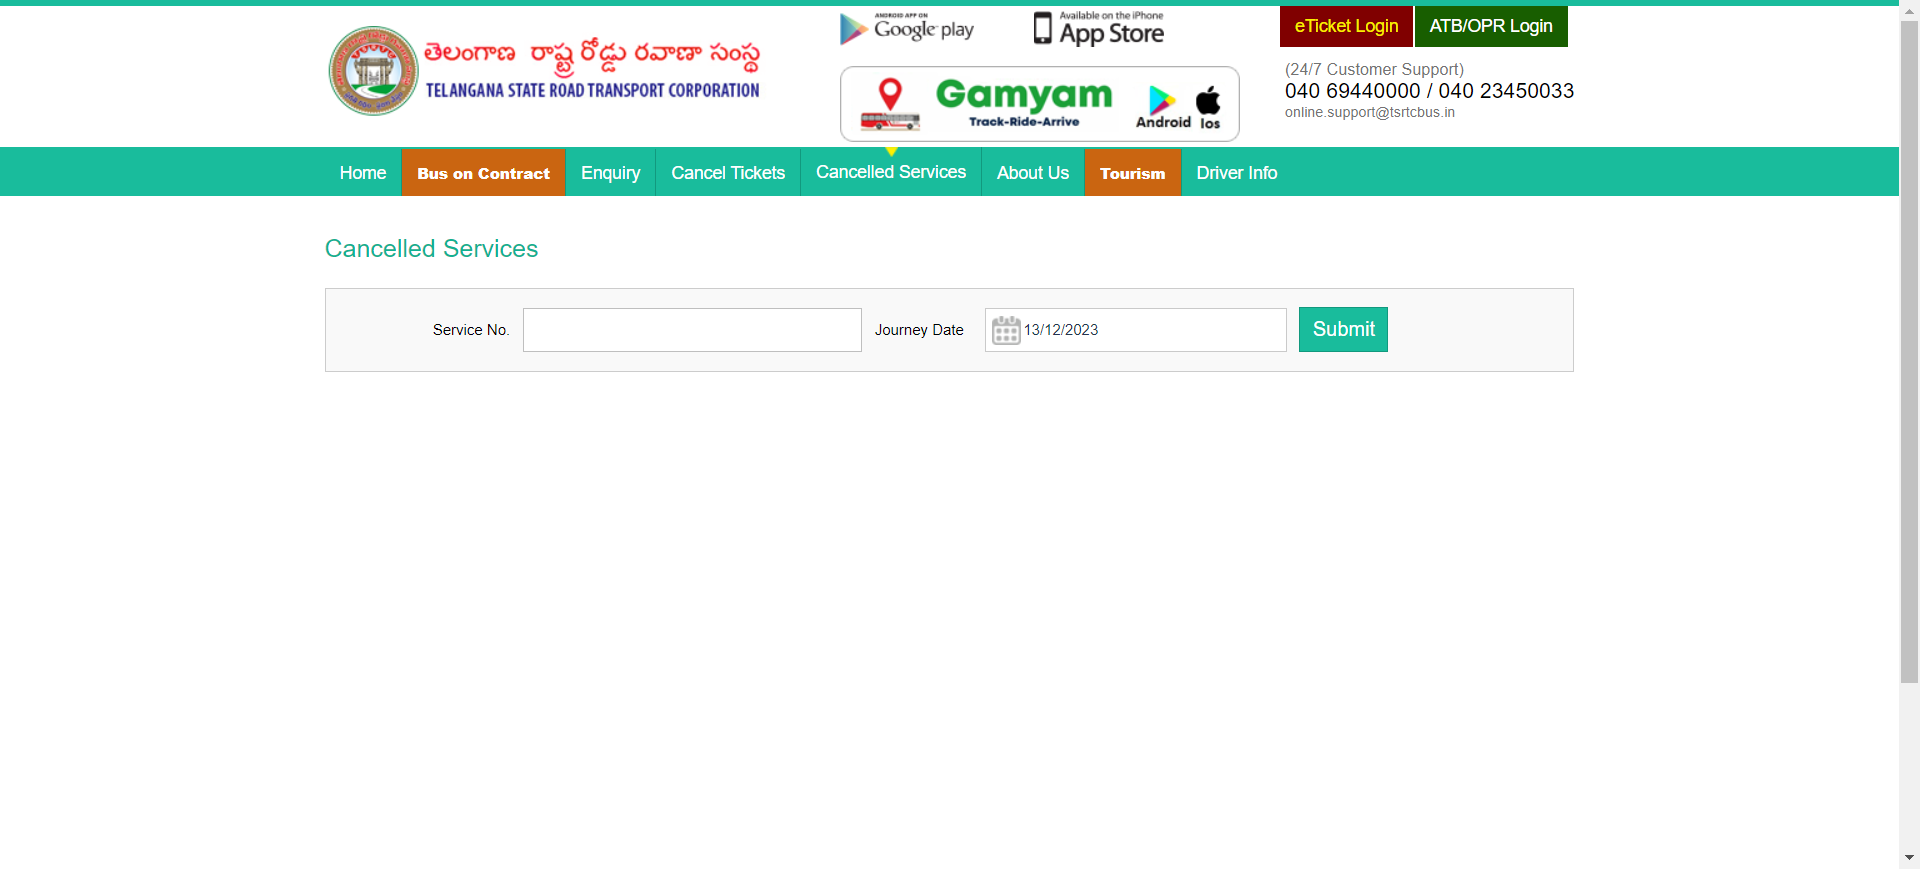 ANDROID APP ON
Google play
Available on the iPhone
App Store
eTicket Login
ATB/OPR Login
తెలంగాణ రాష్ట్ర రోడ్డు రవాణా సంస్థ
TELANGANA STATE ROAD TRANSPORT CORPORATION
Gamyam
Track-Ride-Arrive
Android
Ios
(24/7 Customer Support)
040 69440000 / 040 23450033
online.support@tsrtcbus.in
Home
Bus on Contract
Enquiry
Cancel Tickets
Cancelled Services
About Us
Tourism
Driver Info
Cancelled Services
Service No.
Journey Date
13/12/2023
Submit